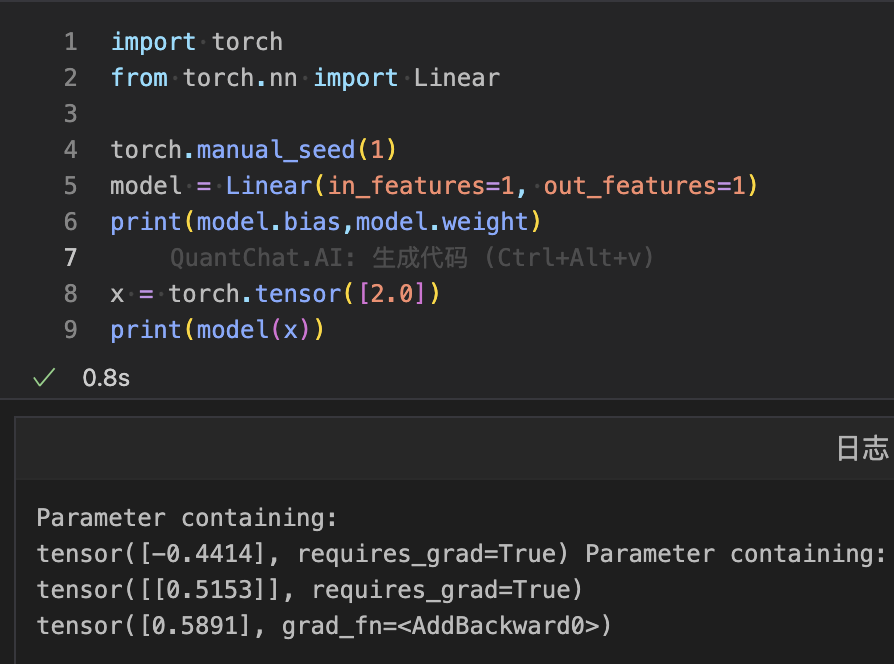 1 import torch
2 from torch.nn import Linear
3
4 torch.manual_seed(1)
5 model = Linear(in_features=1, out_features=1)
6 print(model.bias,model.weight)
7 QuantChat.AI: 生成代码 (Ctrl+Alt+v)
8 x = torch.tensor([2.0])
9 print(model(x))
0.8s
日志
Parameter containing:
tensor([-0.4414], requires_grad=True) Parameter containing:
tensor([[0.5153]], requires_grad=True)
tensor([0.5891], grad_fn=<AddBackward0>)